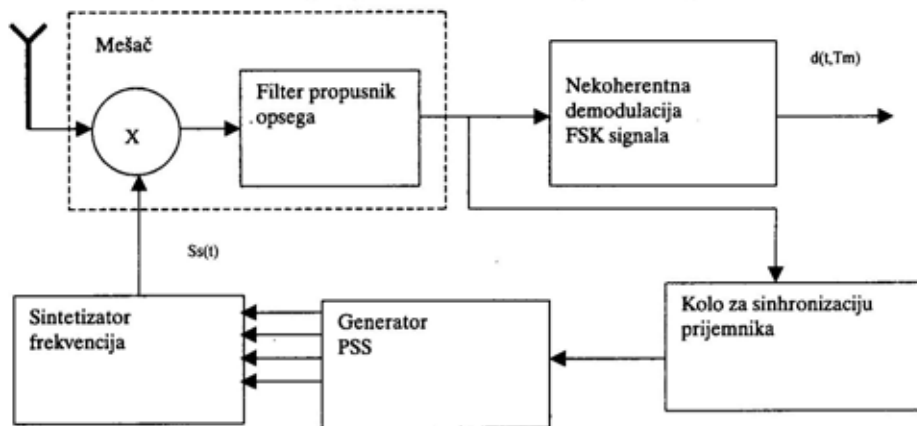 Mešač
X
Filter propusnik
opsega
Nekoherentna
demodulacija
FSK signala
d(t,Tm)
Ss(t)
Sintetizator
frekvencija
Generator
PSS
Kolo za sinhronizaciju
prijemnika